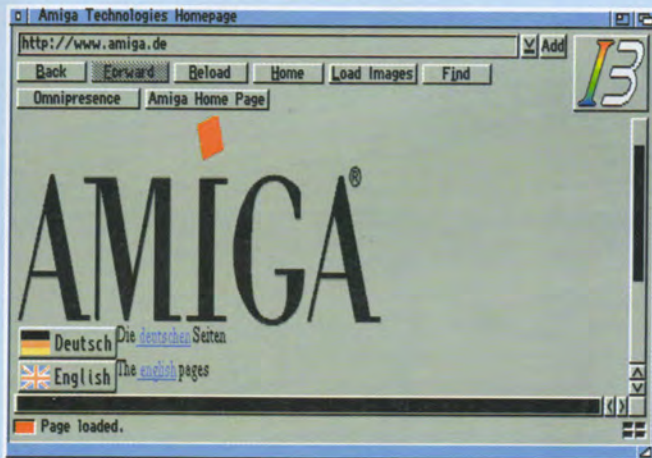 Amiga Technologies Homepage
http://www.amiga.de Add
Back Forward Reload Home Load Images Find
Omnipresence Amiga Home Page
AMIGA®
Deutsch Die deutschen Seiten
English The english pages
Page loaded.